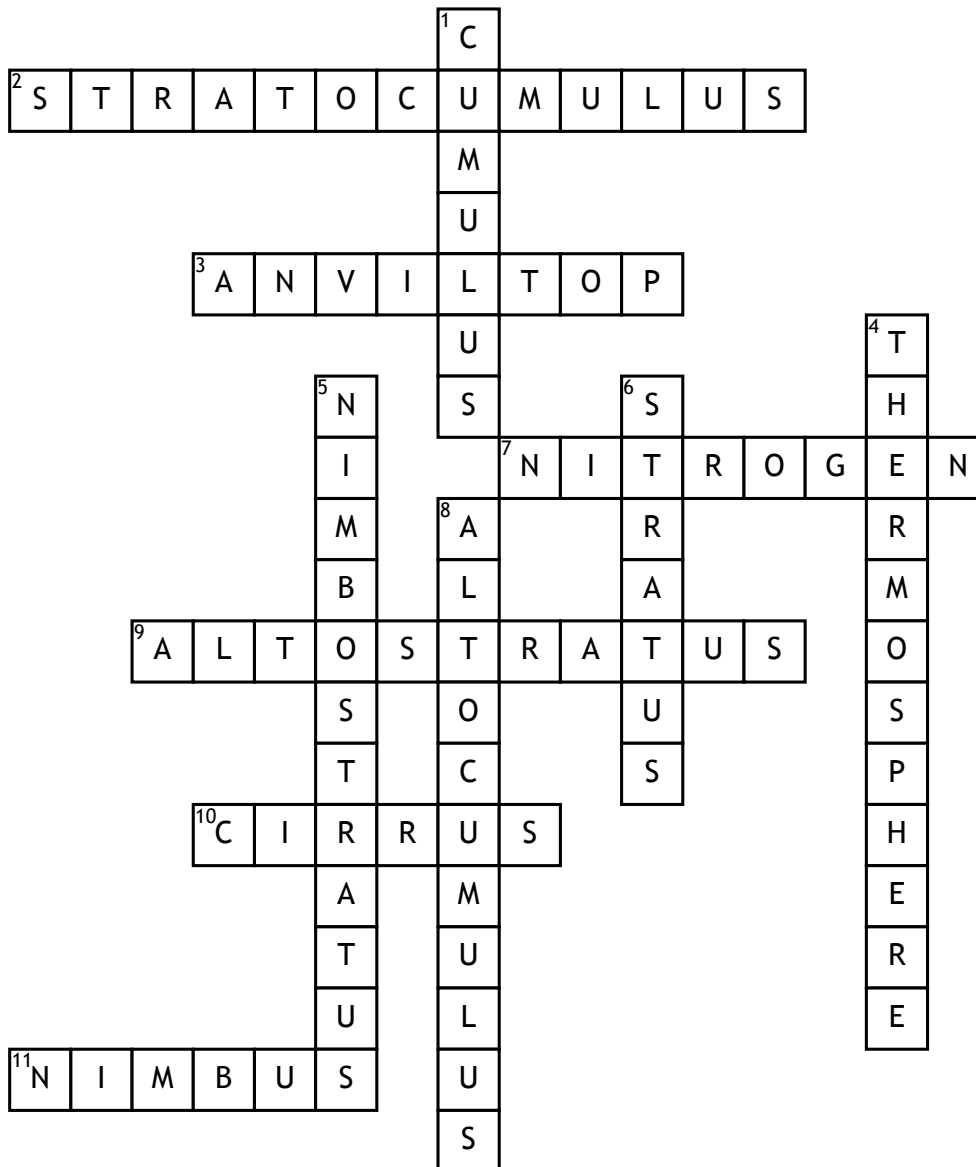 1 C
2 S T R A T O C U M U L U S
M
U
3 A N V I L T O P
U 4 T
5 N S 6 S H
I 7 N I T R O G E N
M 8 A R R
B L A M
9 A L T O S T R A T U S O
S O U S
T C S P
10 C I R R U S H
A M E
T U R
U L E
11 N I M B U S U
S